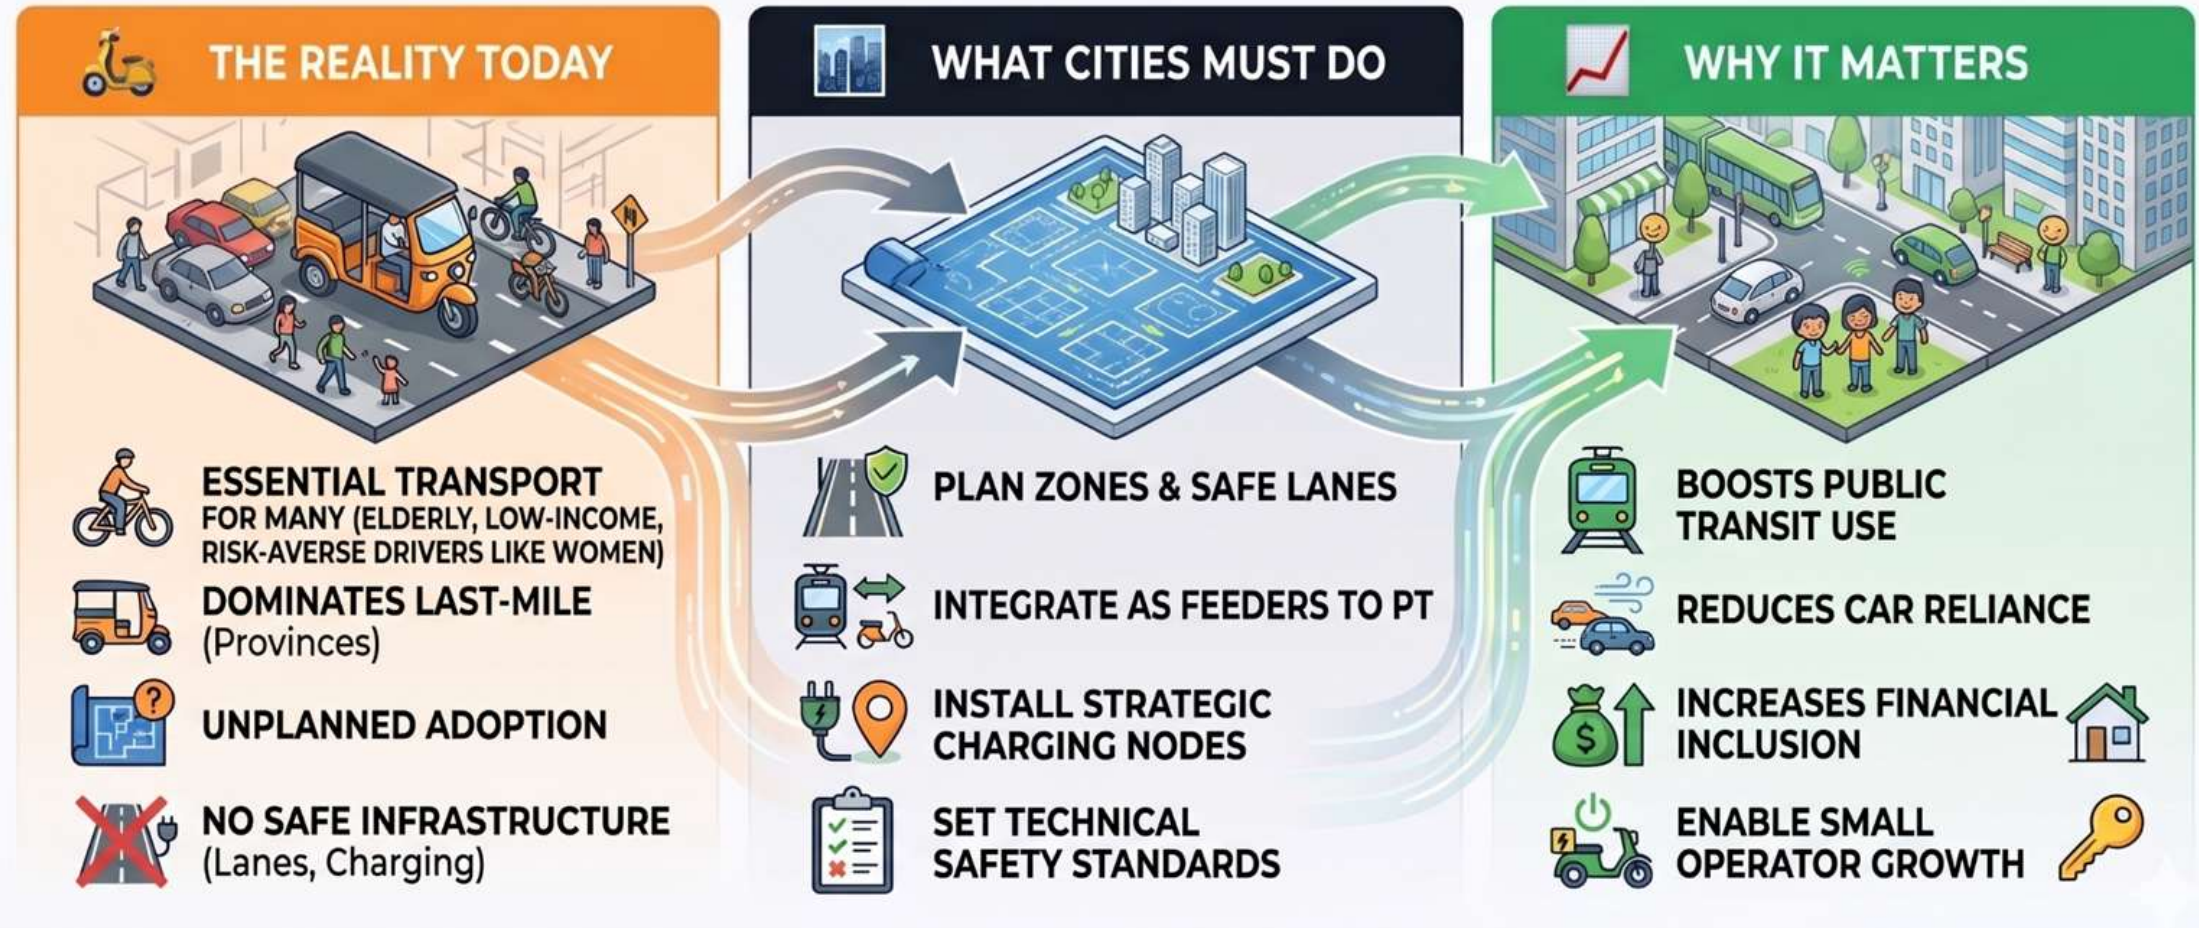 THE REALITY TODAY
ESSENTIAL TRANSPORT
FOR MANY (ELDERLY, LOW-INCOME,
RISK-AVERSE DRIVERS LIKE WOMEN)
DOMINATES LAST-MILE
(Provinces)
?
UNPLANNED ADOPTION
NO SAFE INFRASTRUCTURE
(Lanes, Charging)
WHAT CITIES MUST DO
PLAN ZONES & SAFE LANES
INTEGRATE AS FEEDERS TO PT
INSTALL STRATEGIC
CHARGING NODES
SET TECHNICAL
SAFETY STANDARDS
WHY IT MATTERS
BOOSTS PUBLIC
TRANSIT USE
REDUCES CAR RELIANCE
$
INCREASES FINANCIAL
INCLUSION
ENABLE SMALL
OPERATOR GROWTH